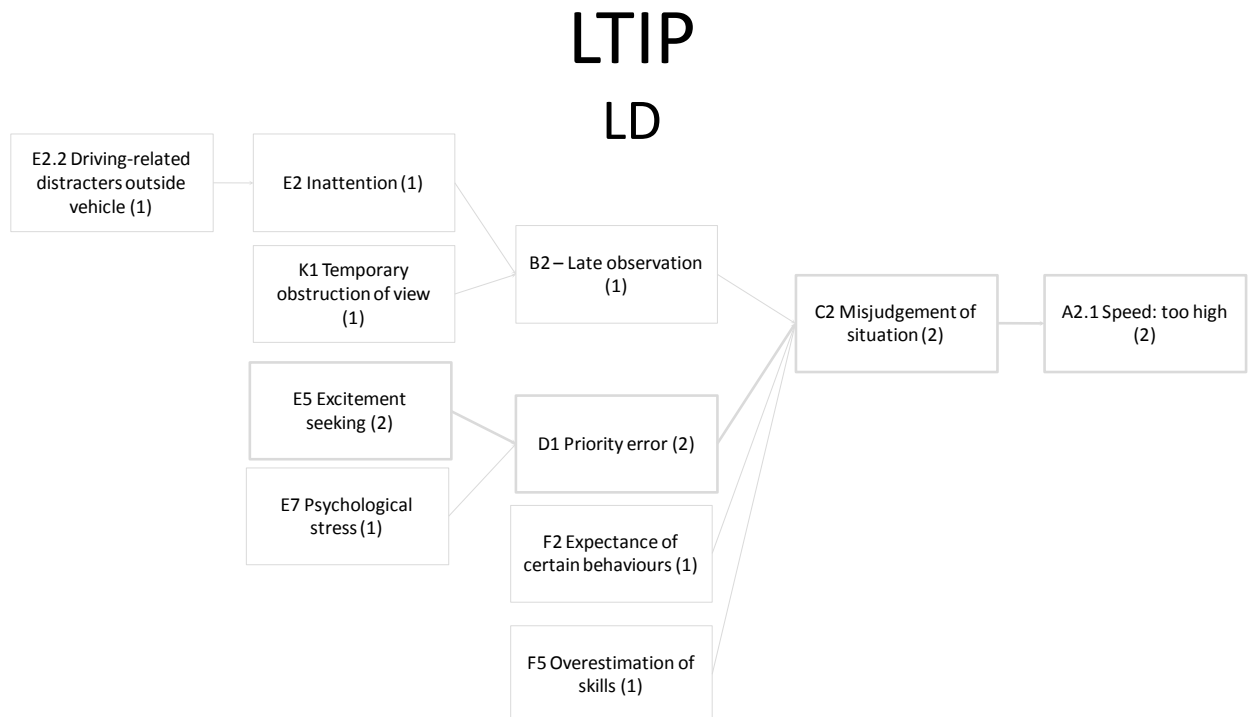 LTIP
LD
E2.2 Driving-related
distracters outside
vehicle (1)
E2 Inattention (1)
K1 Temporary
obstruction of view
(1)
B2 – Late observation
(1)
C2 Misjudgement of
situation (2)
A2.1 Speed: too high
(2)
E5 Excitement
seeking (2)
D1 Priority error (2)
E7 Psychological
stress (1)
F2 Expectance of
certain behaviours (1)
F5 Overestimation of
skills (1)